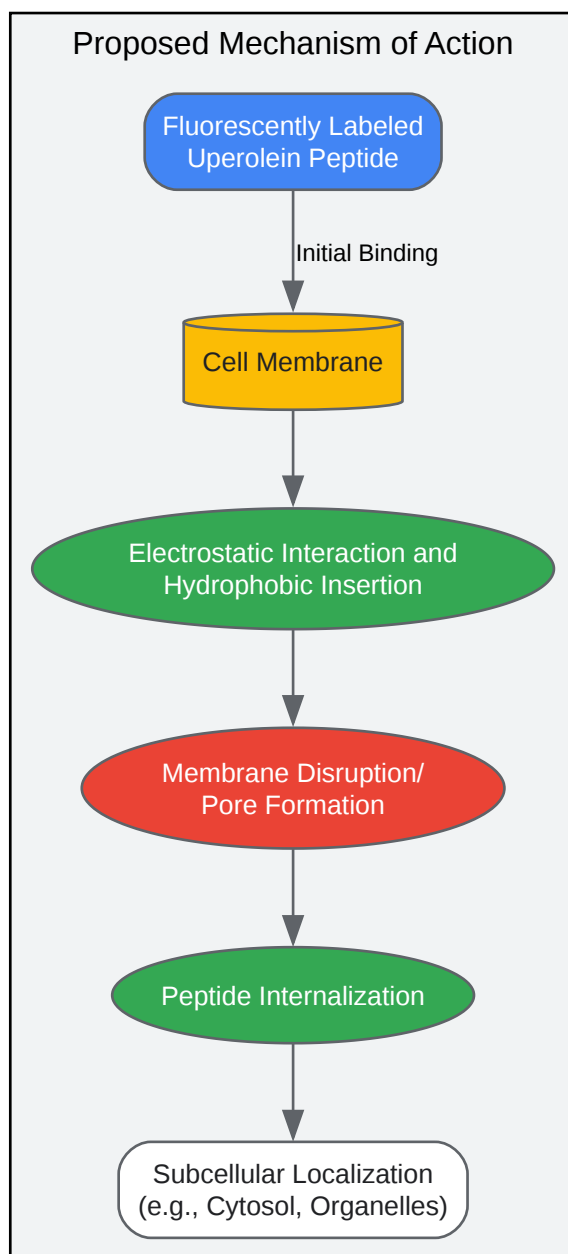 Proposed Mechanism of Action
Fluorescently Labeled
Uperolein Peptide
Initial Binding
Cell Membrane
Electrostatic Interaction and
Hydrophobic Insertion
Membrane Disruption/
Pore Formation
Peptide Internalization
Subcellular Localization
(e.g., Cytosol, Organelles)